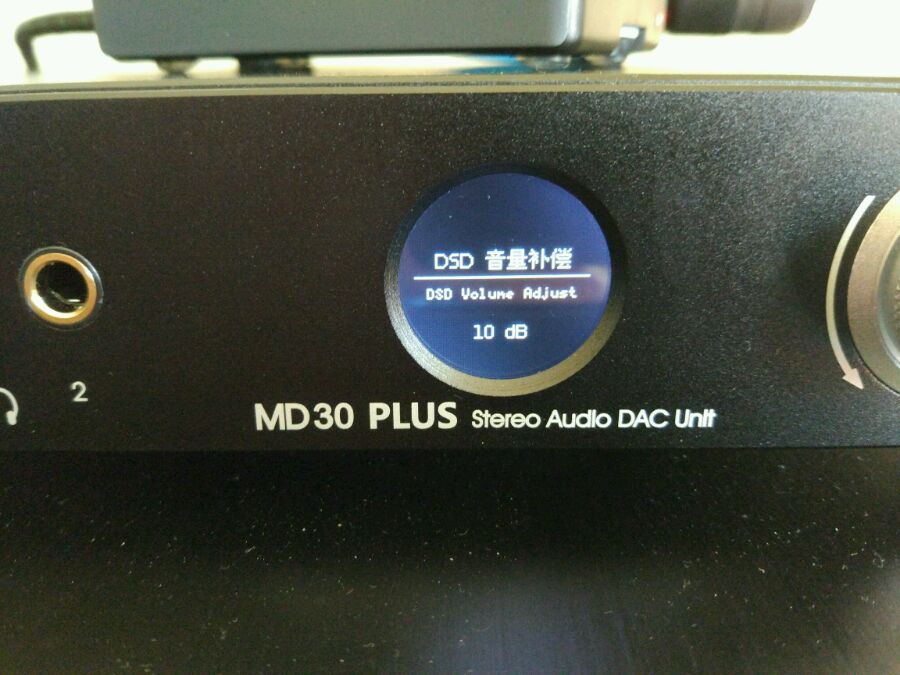 DSD 音量补偿
DSD Volume Adjust
10 dB
2
MD30 PLUS Stereo Audio DAC Unit